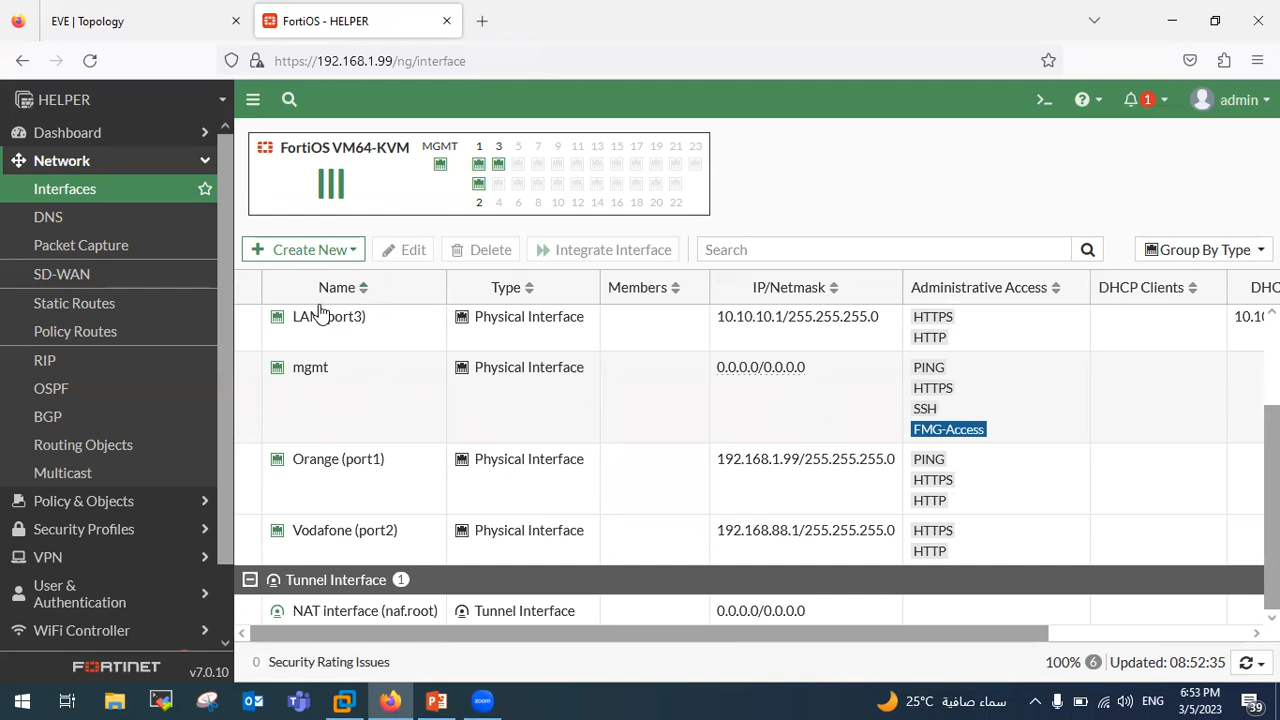 EVE | Topology
FortiOS - HELPER
https://192.168.1.99/ng/interface
HELPER
admin
1
Dashboard
Network
Interfaces
DNS
Packet Capture
SD-WAN
Static Routes
Policy Routes
RIP
OSPF
BGP
Routing Objects
Multicast
Policy & Objects
Security Profiles
VPN
User &
Authentication
WiFi Controller
FORTINET
v7.0.10
FortiOS VM64-KVM
MGMT
1 3 5 7 9 11 13 15 17 19 21 23
2 4 6 8 10 12 14 16 18 20 22
Create New
Edit
Delete
Integrate Interface
Search
Group By Type
Name Type Members IP/Netmask Administrative Access DHCP Clients DHC
LAN (port3) Physical Interface 10.10.10.1/255.255.255.0 HTTPS 10.10
HTTP
mgmt Physical Interface 0.0.0.0/0.0.0.0 PING
HTTPS
SSH
FMG-Access
Orange (port1) Physical Interface 192.168.1.99/255.255.255.0 PING
HTTPS
HTTP
Vodafone (port2) Physical Interface 192.168.88.1/255.255.255.0 HTTPS
HTTP
Tunnel Interface 1
NAT interface (naf.root) Tunnel Interface 0.0.0.0/0.0.0.0
0 Security Rating Issues
100% 6 Updated: 08:52:35
25°C سماء صافية
ENG
6:53 PM
3/5/2023
39